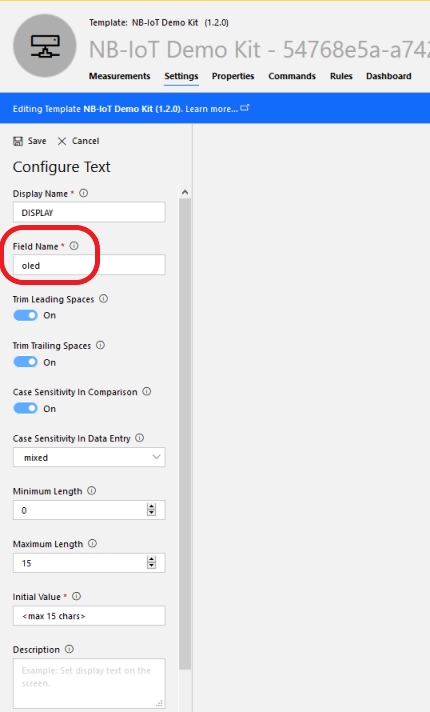 Template: NB-IoT Demo Kit (1.2.0)
NB-IoT Demo Kit - 54768e5a-a742
Measurements Settings Properties Commands Rules Dashboard
Editing Template NB-IoT Demo Kit (1.2.0). Learn more...
Save Cancel
Configure Text
Display Name *
DISPLAY
Field Name *
oled
Trim Leading Spaces
On
Trim Trailing Spaces
On
Case Sensitivity In Comparison
On
Case Sensitivity In Data Entry
mixed
Minimum Length
0
Maximum Length
15
Initial Value *
<max 15 chars>
Description
Example: Set display text on the
screen.